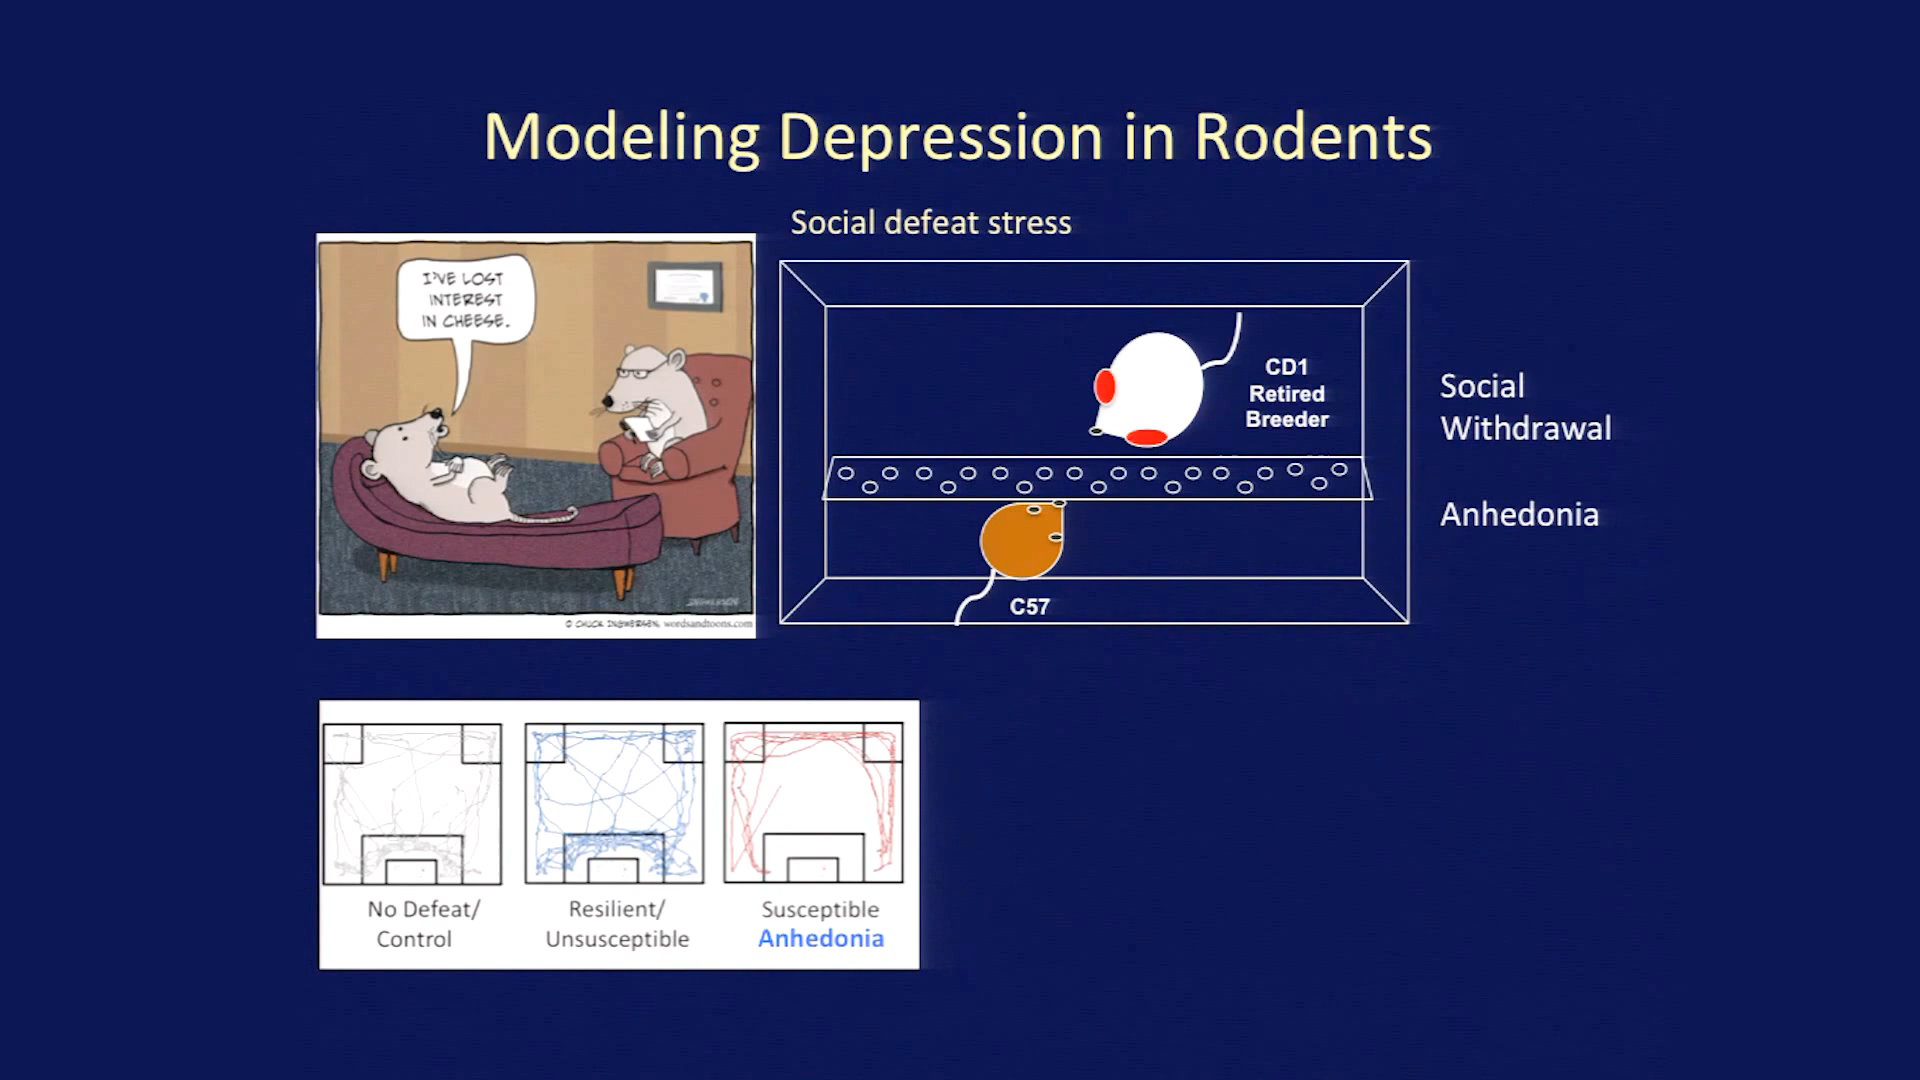 Modeling Depression in Rodents
Social defeat stress
I'VE LOST
INTEREST
IN CHEESE.
© CHUCK INGWERSEN, wordsandtoons.com
CD1
Retired
Breeder
C57
Social
Withdrawal
Anhedonia
No Defeat/
Control
Resilient/
Unsusceptible
Susceptible
Anhedonia